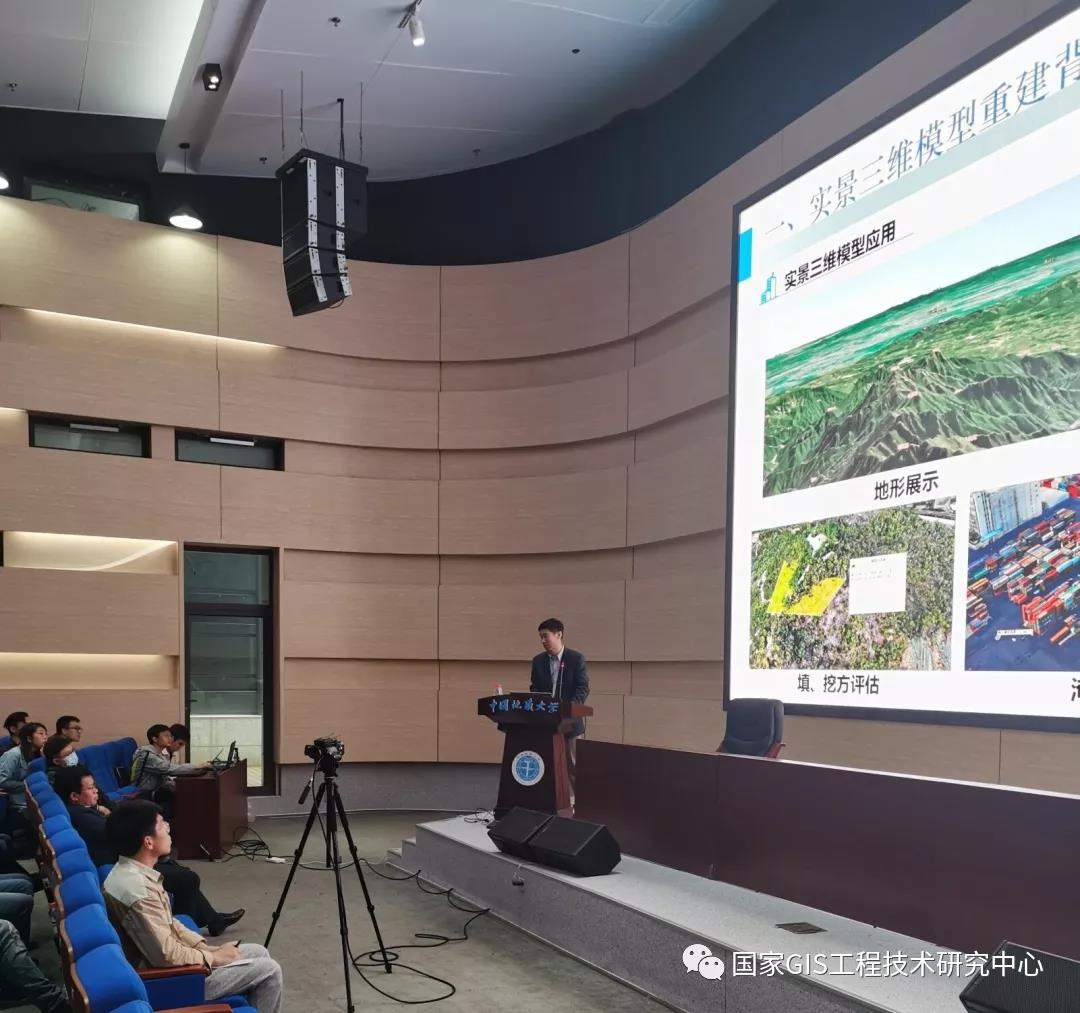 一、实景三维模型重建背
实景三维模型应用
地形展示
填、挖方评估
中国地质大学
国家GIS工程技术研究中心